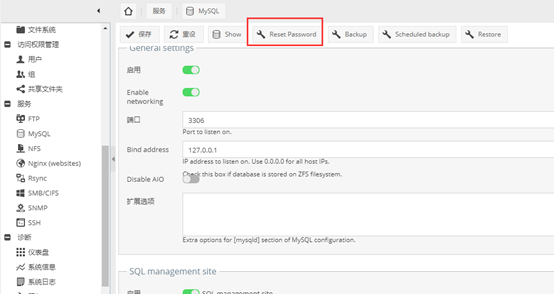 服务 MySQL
保存 重设 Show Reset Password Backup Scheduled backup Restore
文件系统
访问权限管理
用户
组
共享文件夹
服务
FTP
MySQL
NFS
Nginx (websites)
Rsync
SMB/CIFS
SNMP
SSH
诊断
仪表盘
系统信息
系统日志
General settings
启用
Enable networking
端口 3306
Port to listen on.
Bind address 127.0.0.1
IP address to listen on. Use 0.0.0.0 for all host IPs.
Disable AIO Check this box if database is stored on ZFS filesystem.
扩展选项
Extra options for [mysqld] section of MySQL configuration.
SQL management site
启用 SQL management site